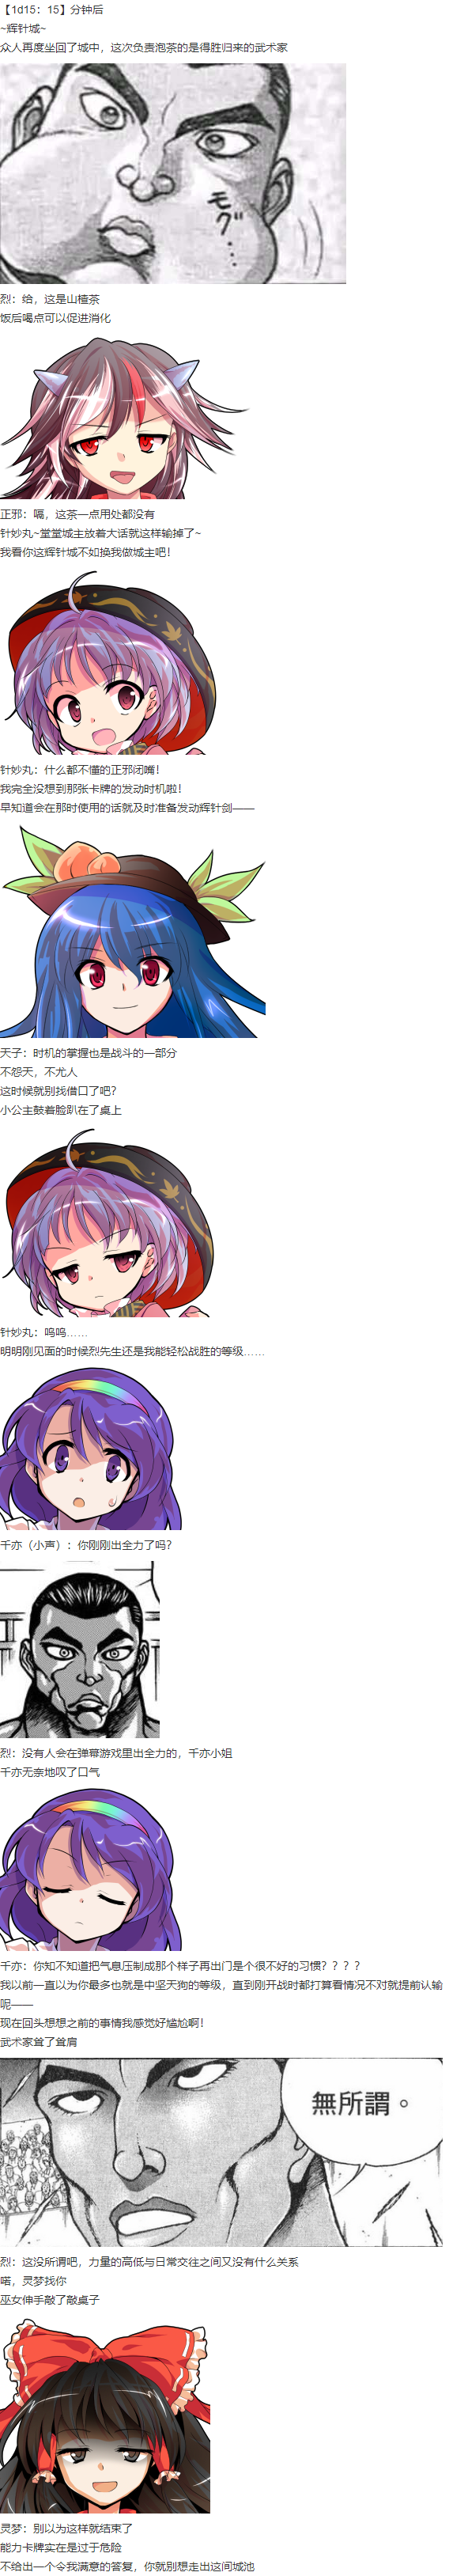 【1d15：15】分钟后
~辉针城~
众人再度坐回了城中，这次负责泡茶的是得胜归来的武术家
モグ…
烈：给，这是山楂茶
饭后喝点可以促进消化
正邪：嗝，这茶一点用处都没有
针妙丸~堂堂城主放着大话就这样输掉了~
我看你这辉针城不如换我做城主吧！
针妙丸：什么都不懂的正邪闭嘴！
我完全没想到那张卡牌的发动时机啦！
早知道会在那时使用的话就及时准备发动辉针剑——
天子：时机的掌握也是战斗的一部分
不怨天，不尤人
这时候就别找借口了吧？
小公主鼓着脸趴在了桌上
针妙丸：呜呜……
明明刚见面的时候烈先生还是我能轻松战胜的等级……
千亦（小声）：你刚刚出全力了吗？
烈：没有人会在弹幕游戏里出全力的，千亦小姐
千亦无奈地叹了口气
千亦：你知不知道把气息压制成那个样子再出门是个很不好的习惯？？？？
我以前一直以为你最多也就是中坚天狗的等级，直到刚开战时都打算看情况不对就提前认输
呢——
现在回头想想之前的事情我感觉好尴尬啊！
武术家耸了耸肩
無所謂。
烈：这没所谓吧，力量的高低与日常交往之间又没有什么关系
喏，灵梦找你
巫女伸手敲了敲桌子
灵梦：别以为这样就结束了
能力卡牌实在是过于危险
不给出一个令我满意的答复，你就别想走出这间城池